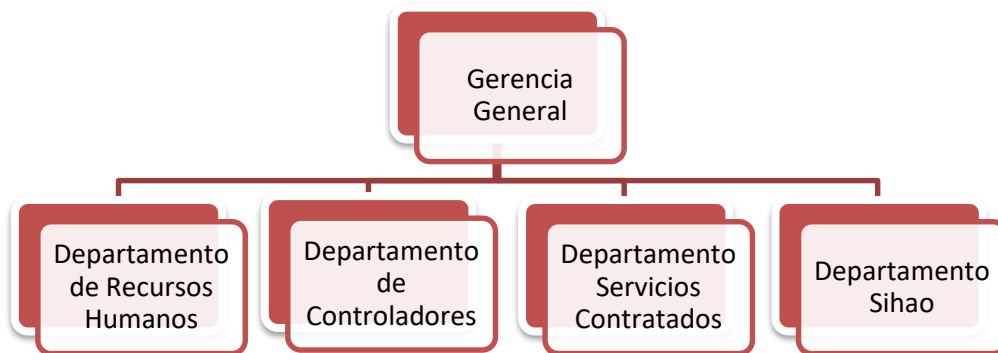 Gerencia
General
Departamento
de Recursos
Humanos
Departamento
de
Controladores
Departamento
Servicios
Contratados
Departamento
Sihao